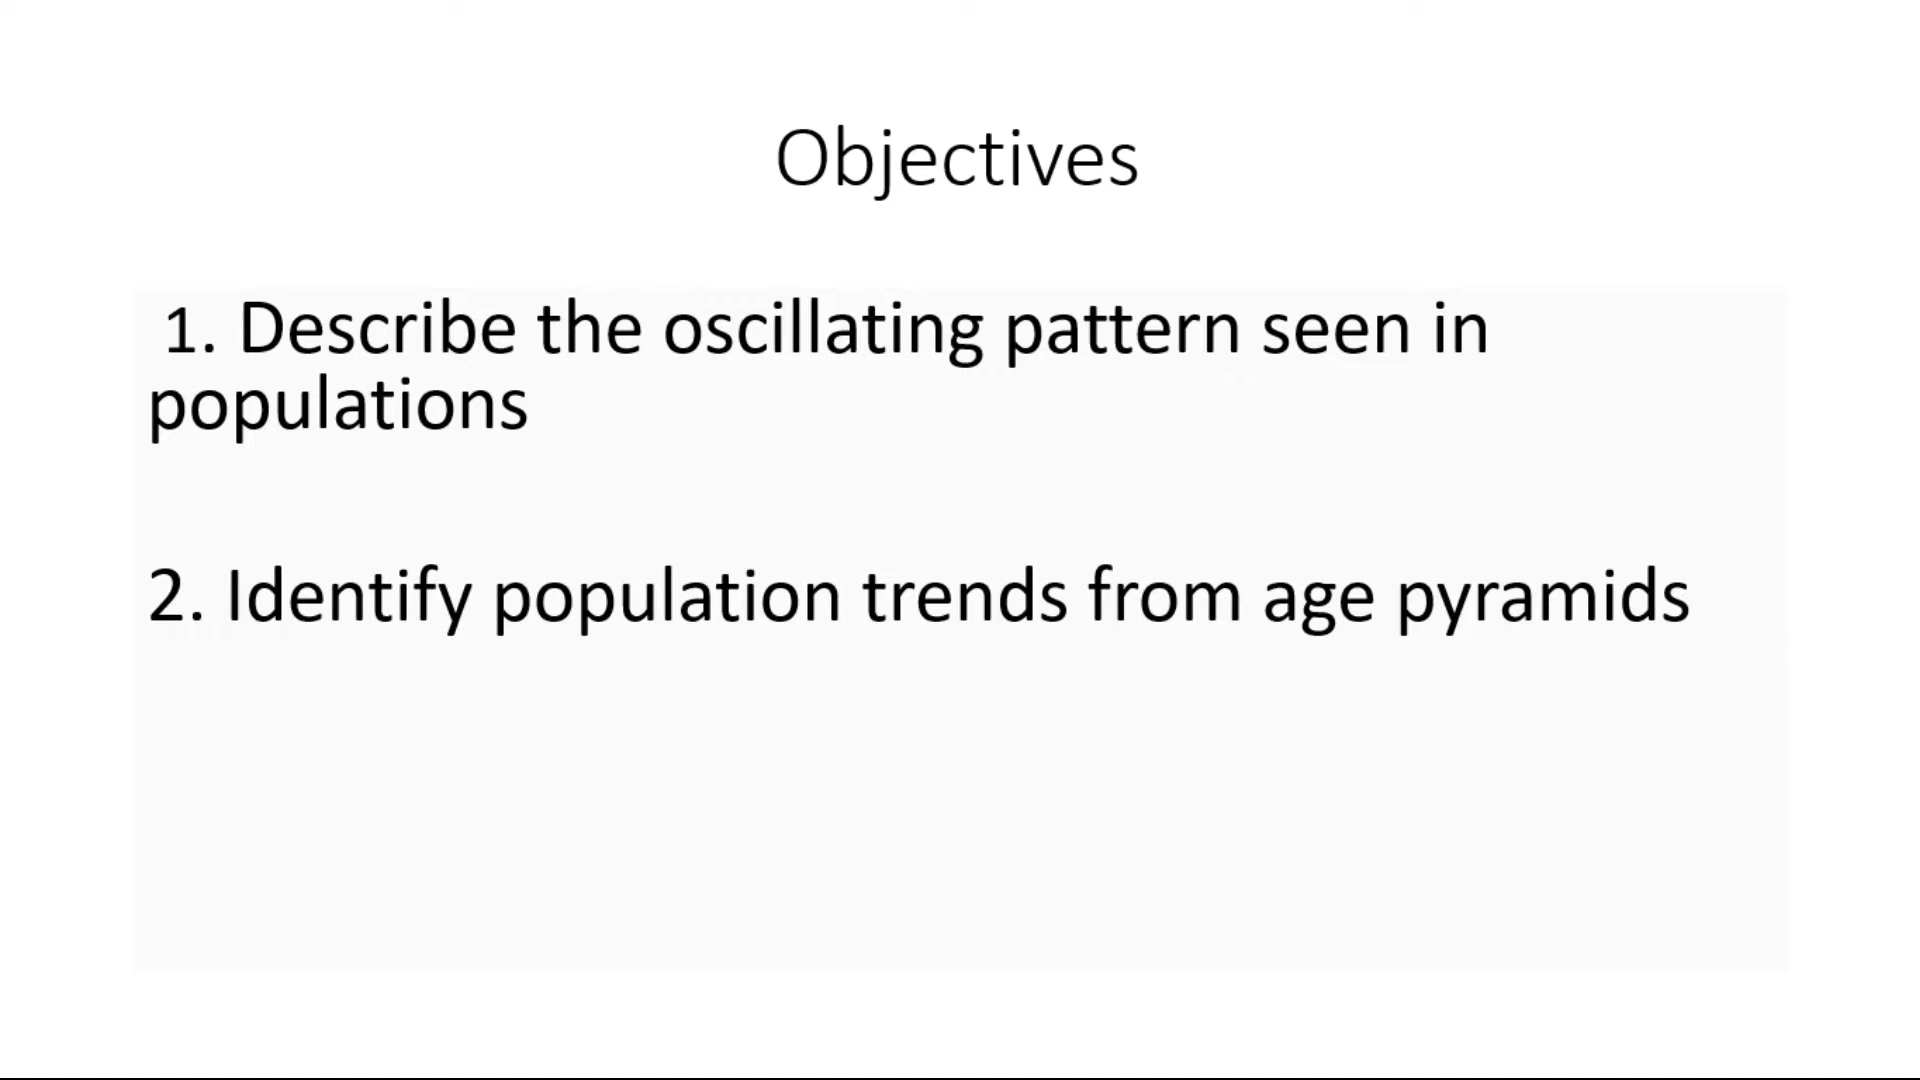 Objectives
1. Describe the oscillating pattern seen in
populations
2. Identify population trends from age pyramids